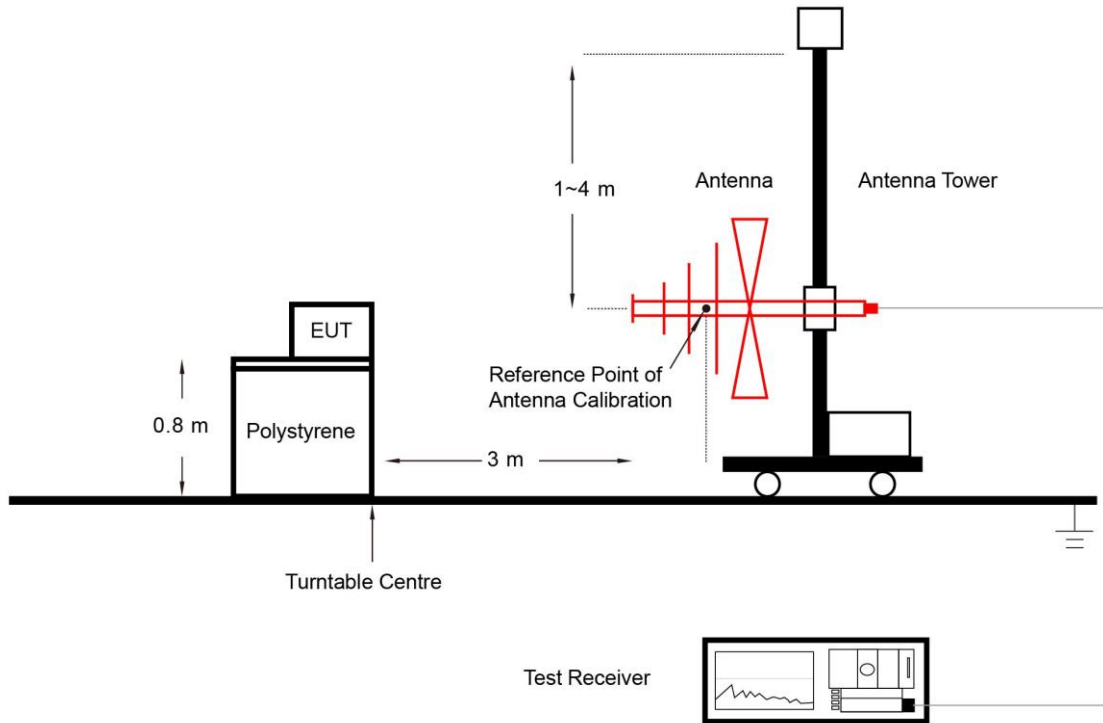 1~4 m
Antenna
Antenna Tower
EUT
Reference Point of
Antenna Calibration
0.8 m
Polystyrene
3 m
Turntable Centre
Test Receiver